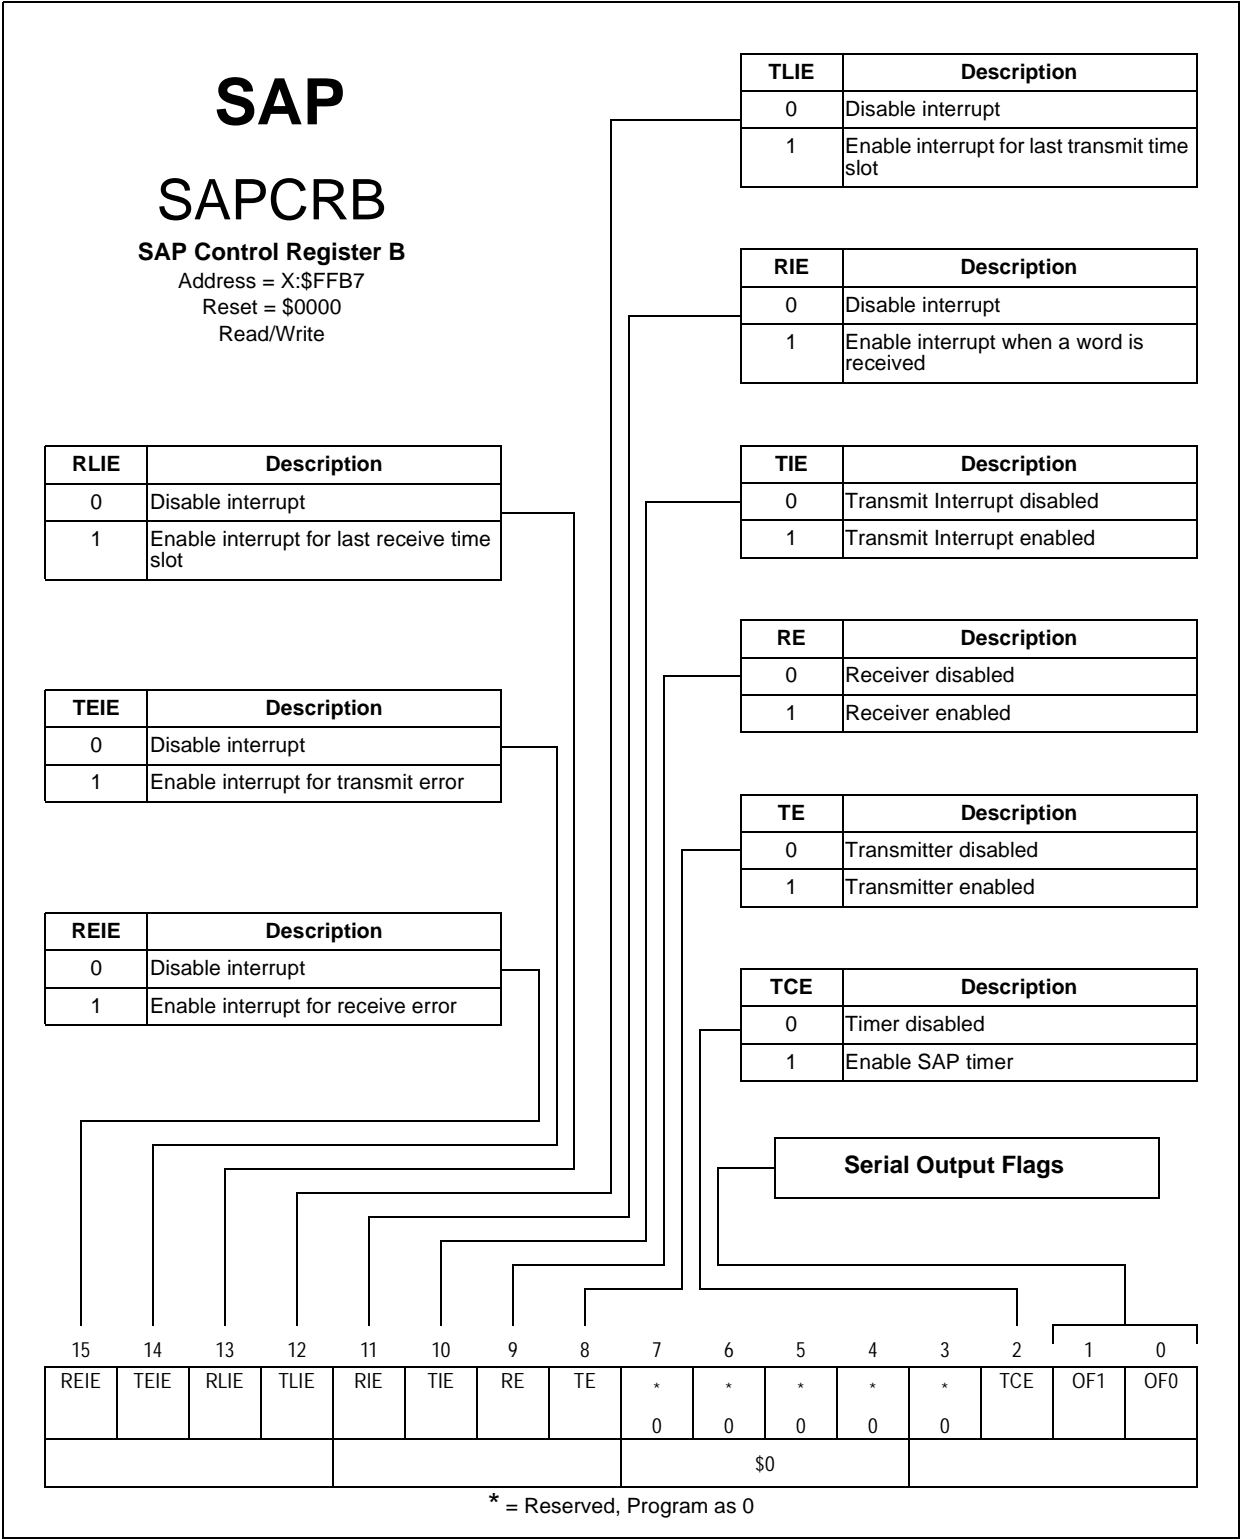 SAP
SAPCRB
SAP Control Register B
Address = X:$FFB7
Reset = $0000
Read/Write
TLIE Description
0 Disable interrupt
1 Enable interrupt for last transmit time
slot
RIE Description
0 Disable interrupt
1 Enable interrupt when a word is
received
RLIE Description
0 Disable interrupt
1 Enable interrupt for last receive time
slot
TIE Description
0 Transmit Interrupt disabled
1 Transmit Interrupt enabled
RE Description
0 Receiver disabled
1 Receiver enabled
TEIE Description
0 Disable interrupt
1 Enable interrupt for transmit error
TE Description
0 Transmitter disabled
1 Transmitter enabled
REIE Description
0 Disable interrupt
1 Enable interrupt for receive error
TCE Description
0 Timer disabled
1 Enable SAP timer
Serial Output Flags
15 14 13 12 11 10 9 8 7 6 5 4 3 2 1 0
REIE TEIE RLIE TLIE RIE TIE RE TE * * * * * TCE OF1 OF0
0 0 0 0 0
$0
* = Reserved, Program as 0